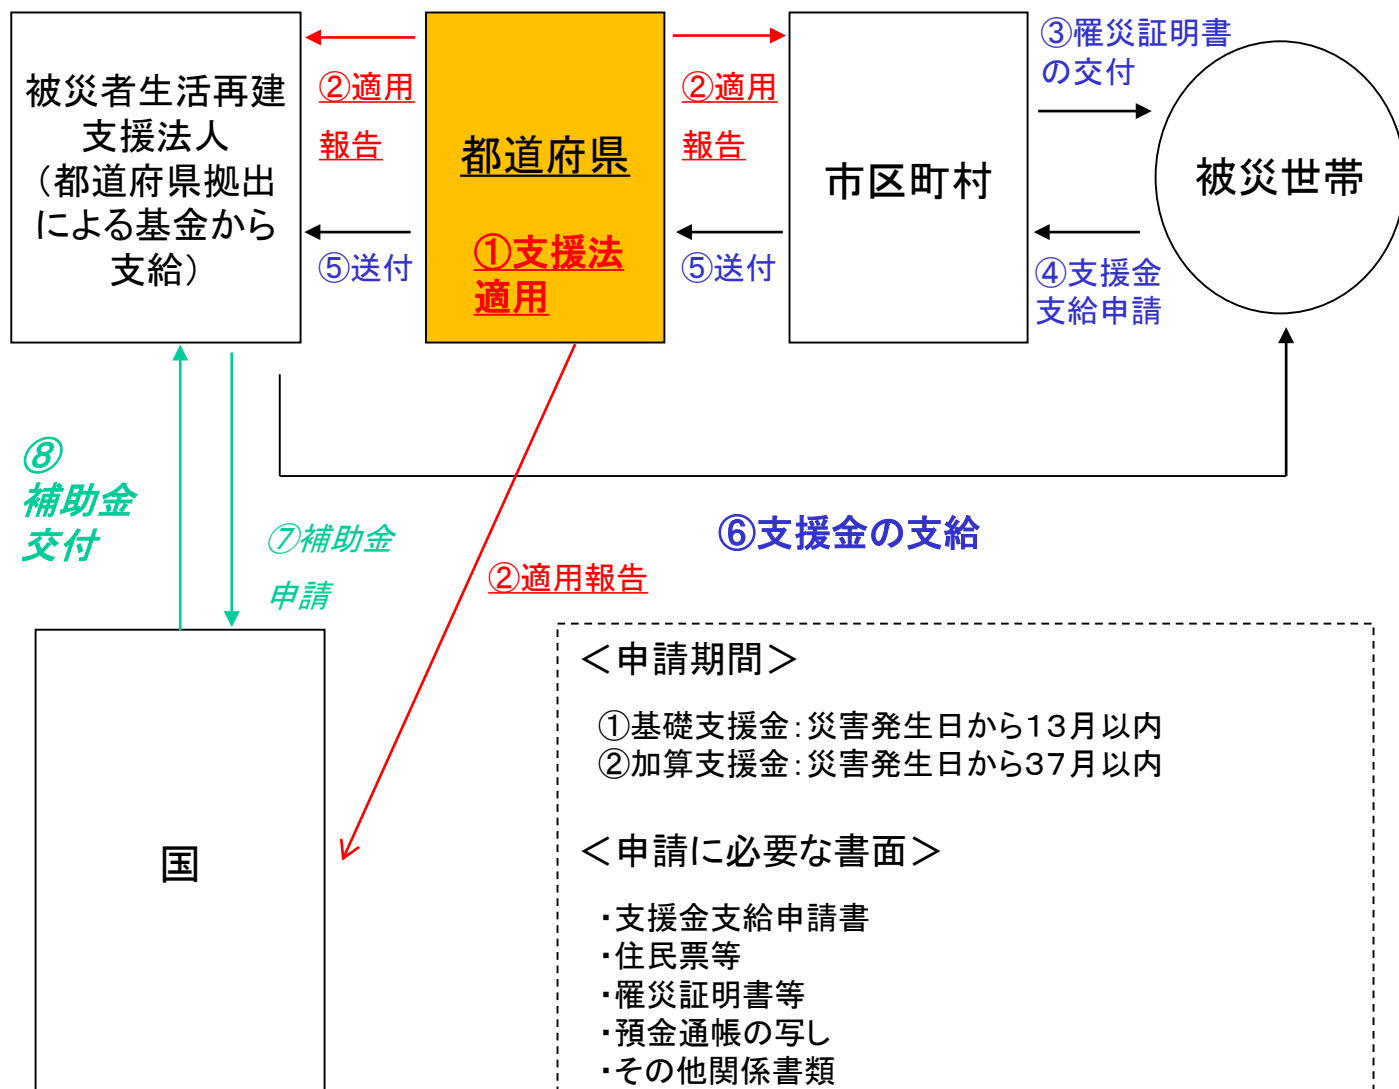 被災者生活再建
支援法人
（都道府県拠出
による基金から
支給）
②適用
報告
⑤送付
都道府県
①支援法
適用
②適用
報告
⑤送付
市区町村
③罹災証明書
の交付
④支援金
支給申請
被災世帯
⑧
補助金
交付
⑦補助金
申請
②適用報告
⑥支援金の支給
国
＜申請期間＞
①基礎支援金：災害発生日から１３月以内
②加算支援金：災害発生日から３７月以内
＜申請に必要な書面＞
・支援金支給申請書
・住民票等
・罹災証明書等
・預金通帳の写し
・その他関係書類